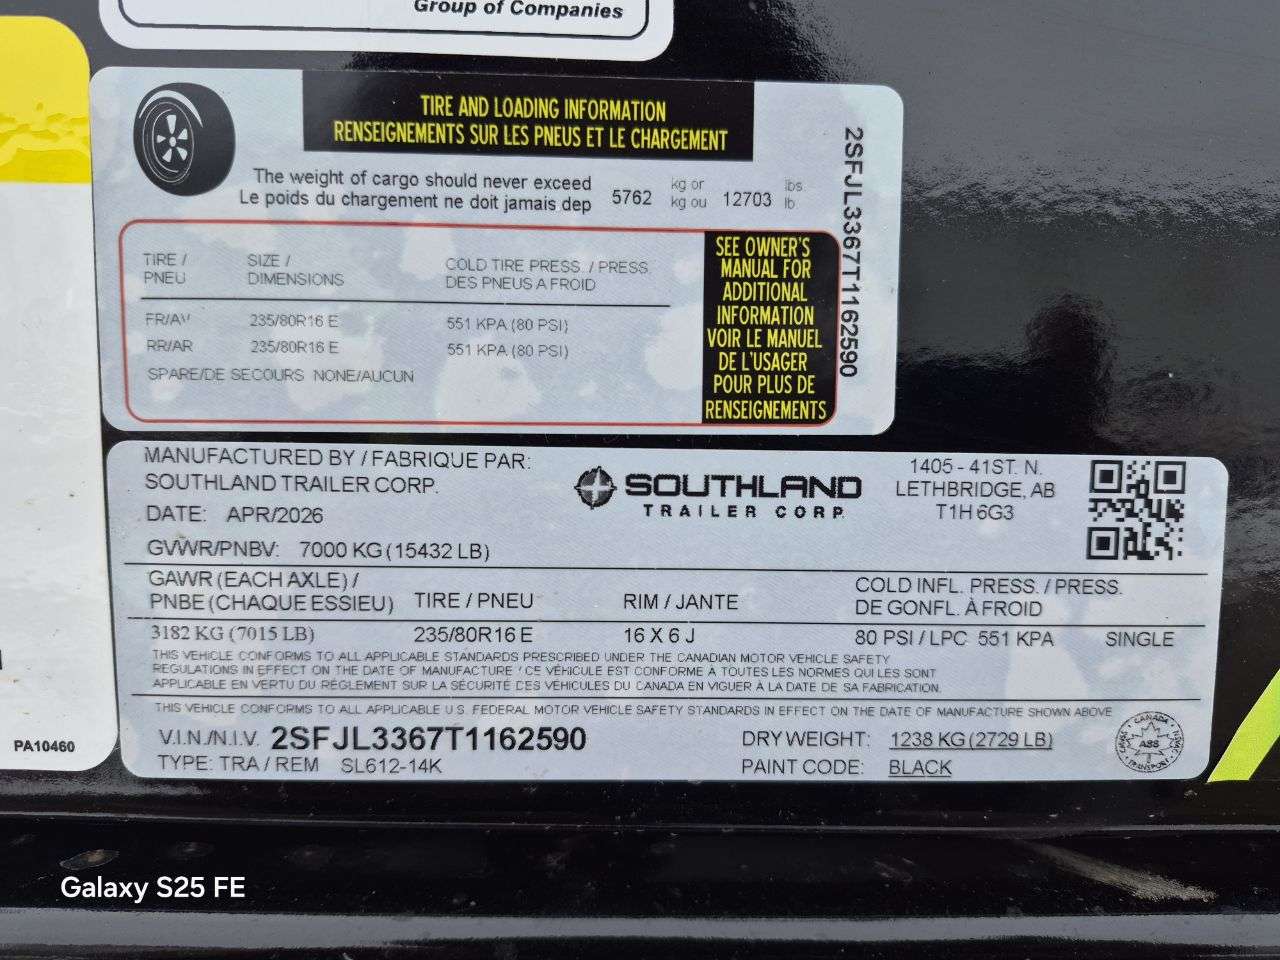 Group of Companies
TIRE AND LOADING INFORMATION
RENSEIGNEMENTS SUR LES PNEUS ET LE CHARGEMENT
The weight of cargo should never exceed
Le poids du chargement ne doit jamais dep
5762 kg or kg ou 12703 lbs lb
TIRE / PNEU SIZE / DIMENSIONS COLD TIRE PRESS. / PRESS DES PNEUS A FROID
FR/AV 235/80R16 E 551 KPA (80 PSI)
RR/AR 235/80R16 E 551 KPA (80 PSI)
SPARE/DE SECOURS NONE/AUCUN
SEE OWNER'S
MANUAL FOR
ADDITIONAL
INFORMATION
VOIR LE MANUEL
DE L'USAGER
POUR PLUS DE
RENSEIGNEMENTS
2SFJL3367T1162590
MANUFACTURED BY / FABRIQUE PAR:
SOUTHLAND TRAILER CORP.
DATE: APR/2026
GVWR/PNBV: 7000 KG (15432 LB)
SOUTHLAND
TRAILER CORP.
1405 - 41ST. N.
LETHBRIDGE, AB
T1H 6G3
GAWR (EACH AXLE) /
PNBE (CHAQUE ESSIEU) TIRE / PNEU RIM / JANTE COLD INFL. PRESS. / PRESS.
DE GONFL. À FROID
3182 KG (7015 LB) 235/80R16 E 16 X 6 J 80 PSI / LPC 551 KPA SINGLE
THIS VEHICLE CONFORMS TO ALL APPLICABLE STANDARDS PRESCRIBED UNDER THE CANADIAN MOTOR VEHICLE SAFETY
REGULATIONS IN EFFECT ON THE DATE OF MANUFACTURE / CE VÉHICULE EST CONFORME À TOUTES LES NORMES QUI LES SONT
APPLICABLE EN VERTU DU RÉGLEMENT SUR LA SÉCURITÉ DES VÉHICULES DU CANADA EN VIGUER À LA DATE DE SA FABRICATION.
THIS VEHICLE CONFORMS TO ALL APPLICABLE U.S. FEDERAL MOTOR VEHICLE SAFETY STANDARDS IN EFFECT ON THE DATE OF MANUFACTURE SHOWN ABOVE
V.I.N./N.I.V. 2SFJL3367T1162590 DRY WEIGHT: 1238 KG (2729 LB)
TYPE: TRA / REM SL612-14K PAINT CODE: BLACK
CANADA
TRANSPORT
PA10460
Galaxy S25 FE